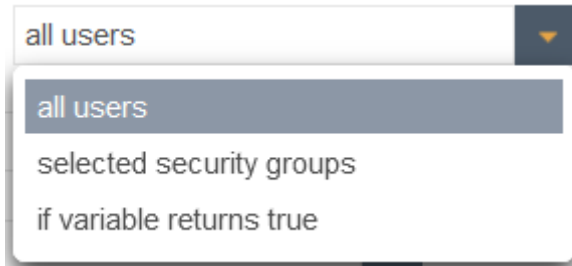 all users
all users
selected security groups
if variable returns true